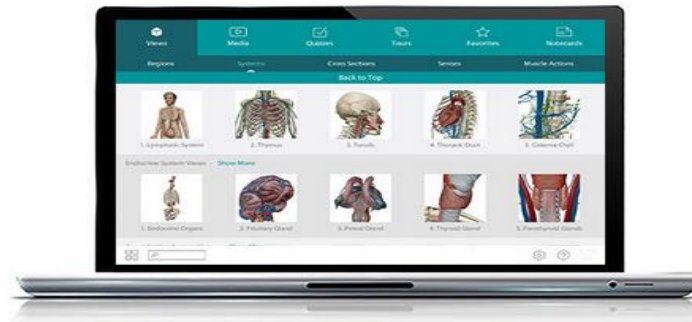 Views Media Quizzes Tours Favorites Notecards
Regions Systems Cross Sections Senses Muscle Actions
Back to Top
1. Lymphatic System 2. Thymus 3. Tonsils 4. Thoracic Duct 5. Cisterna Chyli
Endocrine System Views Show More
1. Endocrine Organs 2. Pituitary Gland 3. Pineal Gland 4. Thyroid Gland 5. Parathyroid Glands